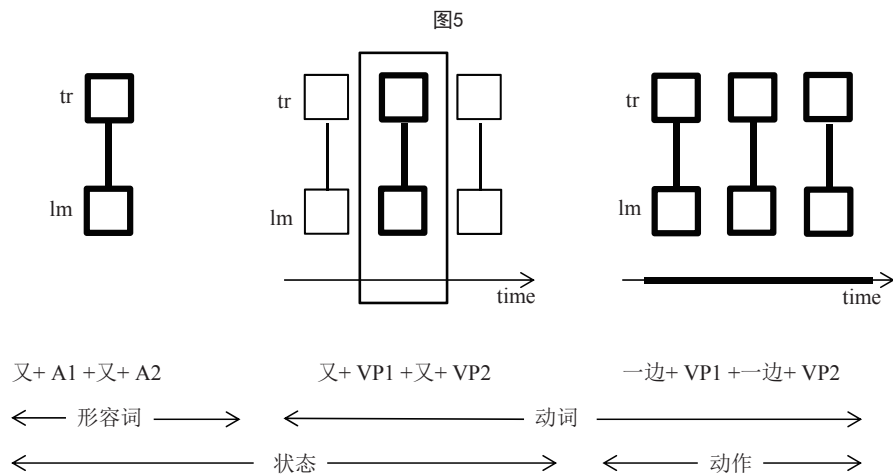 图5
tr tr tr
lm lm lm
time time
又+ A1 +又+ A2 又+ VP1 +又+ VP2 一边+ VP1 +一边+ VP2
形容词 动词
状态 动作